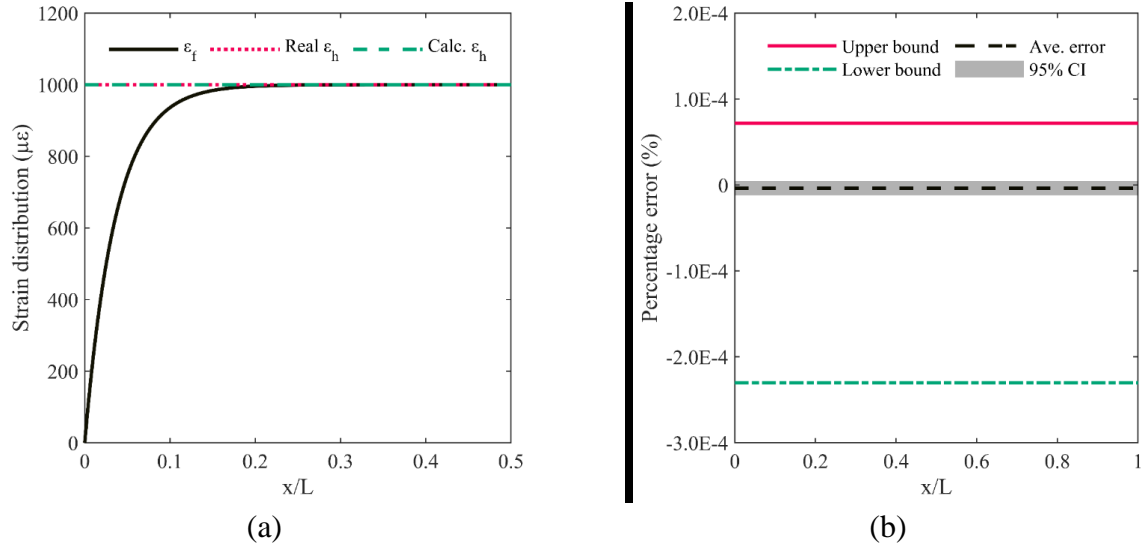 1200
1000
800
600
400
200
0
Strain distribution (με)
ε_f Real ε_h Calc. ε_h
0 0.1 0.2 0.3 0.4 0.5
x/L
(a)
2.0E-4
1.0E-4
0
-1.0E-4
-2.0E-4
-3.0E-4
Percentage error (%)
Upper bound Ave. error
Lower bound 95% CI
0 0.2 0.4 0.6 0.8 1
x/L
(b)